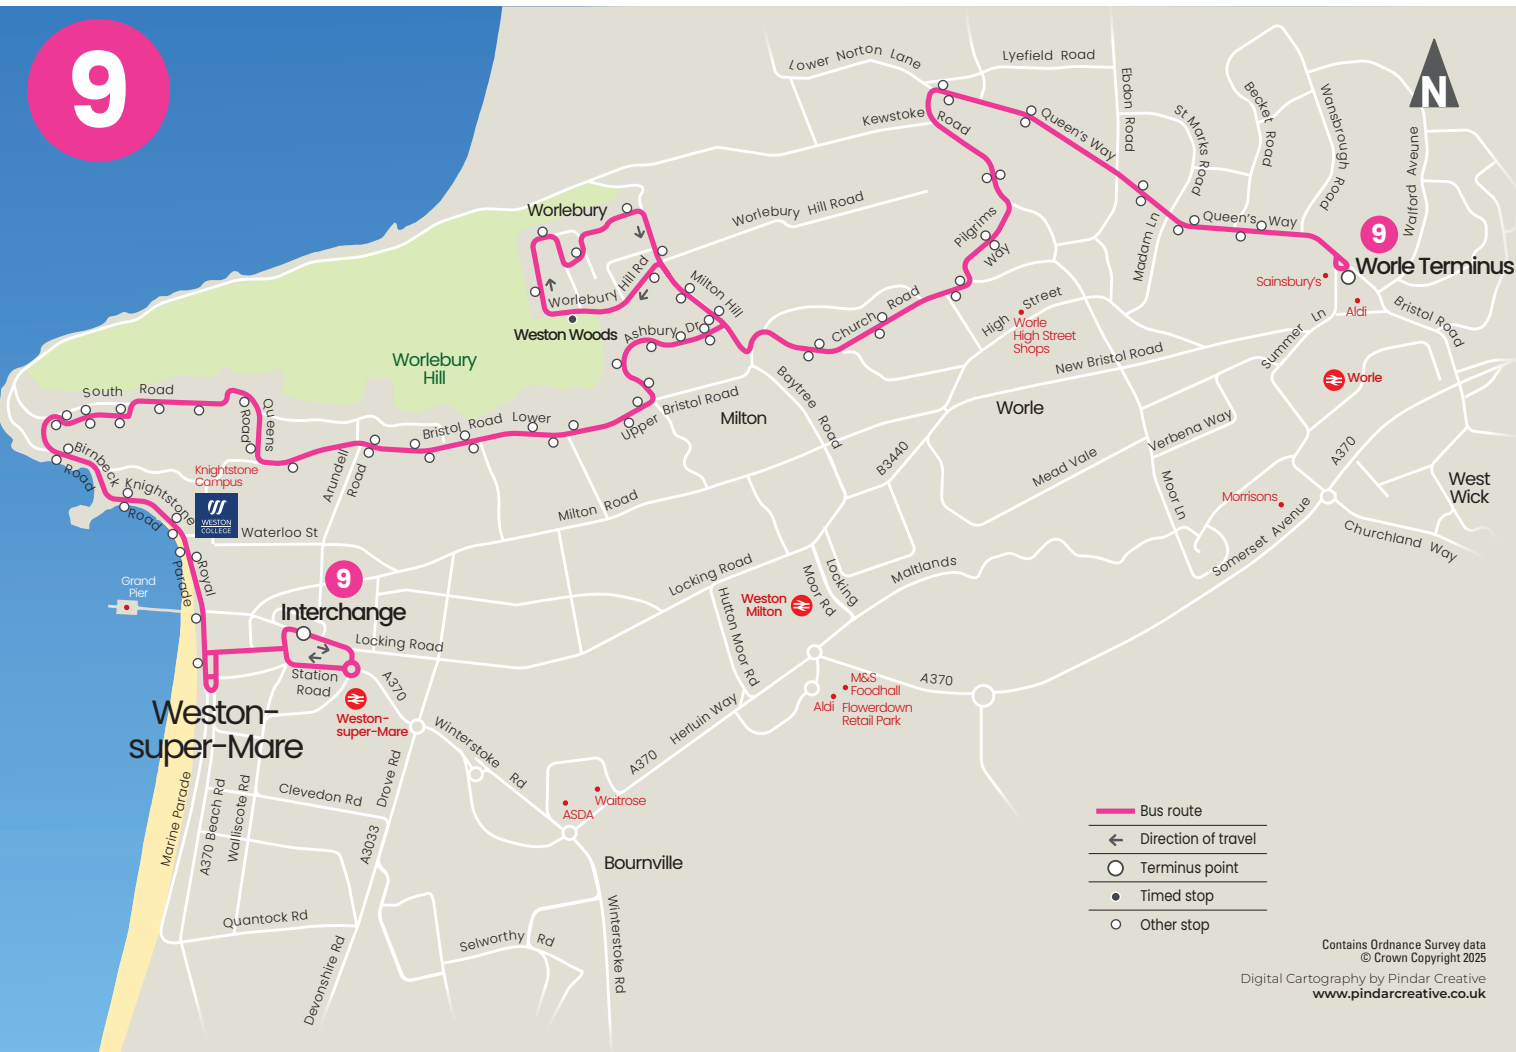 9
Lower Norton Lane
Lyefield Road
Ebdon Road
Becket Road
Wansbrough Road
Walford Aveune
N
St Marks Road
Kewstoke Road
Queen's Way
Queen's Way
Madam Ln
Pilgrims Way
9
Worle Terminus
Sainsbury's
Aldi
Bristol Road
Summer Ln
Worlebury
Worlebury Hill Road
Worlebury Hill Rd
Milton Hill
Weston Woods
Ashbury Dr
Church Road
High Street
Worle
High Street
Shops
New Bristol Road
Worle
Worlebury
Hill
South Road
Queens
Road
Bristol Road Lower
Upper Bristol Road
Milton
Baytree Road
Worle
B3440
Mead Vale
Verbena Way
Moor Ln
A370
West
Wick
Morrisons
Somerset Avenue
Churchland Way
Birnbeck
Road
Knightstone
Road
Knightstone
Campus
WESTON
COLLEGE
Arundell
Road
Waterloo St
Milton Road
Royal
Parade
Grand
Pier
9
Interchange
Locking Road
Station
Road
Weston-
super-Mare
A370
Locking Road
Hutton Moor Rd
Weston
Milton
Locking
Moor Rd
Maltlands
M&S
Foodhall
Aldi
Flowerdown
Retail Park
A370
Herluin Way
A370
Weston-
super-Mare
Winterstoke Rd
Waitrose
ASDA
Bournville
Marine Parade
A370 Beach Rd
Walliscote Rd
Clevedon Rd
Drove Rd
A3033
Quantock Rd
Devonshire Rd
Selworthy Rd
Winterstoke Rd
Bus route
Direction of travel
Terminus point
Timed stop
Other stop
Contains Ordnance Survey data
© Crown Copyright 2025
Digital Cartography by Pindar Creative
www.pindarcreative.co.uk